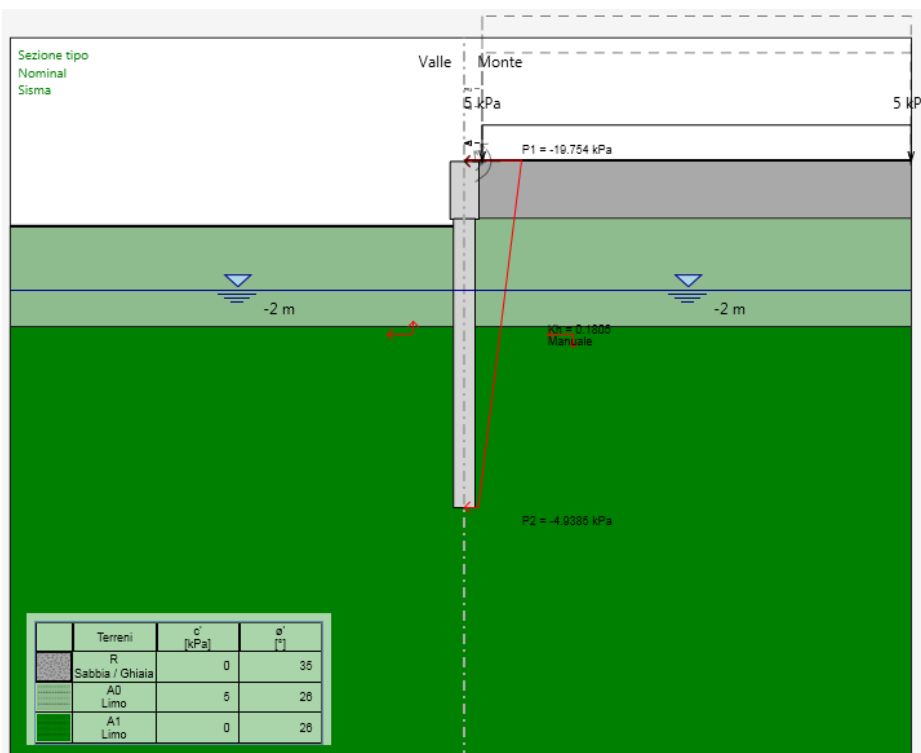 Sezione tipo
Nominal
Sisma
Valle Monte
5 kPa 5 kP
P1 = -19.754 kPa
-2 m -2 m
Kh = 0.1805
Manuale
P2 = -4.9385 kPa
Terreni c' [kPa] ø' [°]
R
Sabbia / Ghiaia 0 35
A0
Limo 5 26
A1
Limo 0 26